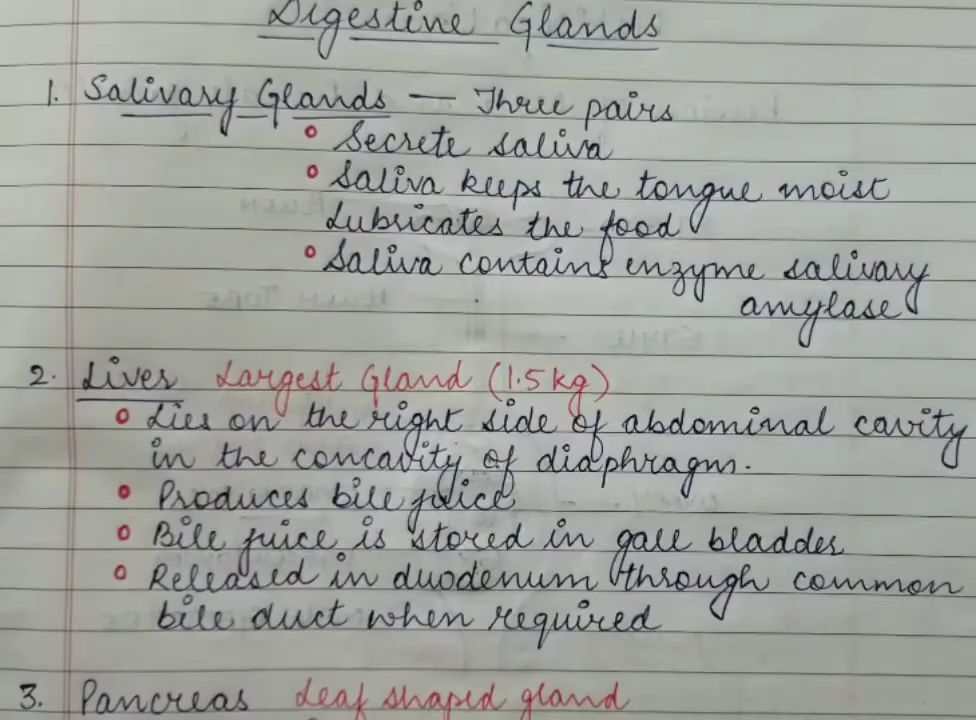 Digestive Glands
1. Salivary Glands — Three pairs
• Secrete saliva
• Saliva keeps the tongue moist
Lubricates the food
• Saliva contains enzyme salivary
amylase
2. Liver Largest Gland (1.5 kg)
• Lies on the right side of abdominal cavity
in the concavity of diaphragm.
• Produces bile juice
• Bile juice is stored in gall bladder
• Released in duodenum through common
bile duct when required
3. Pancreas Leaf shaped gland